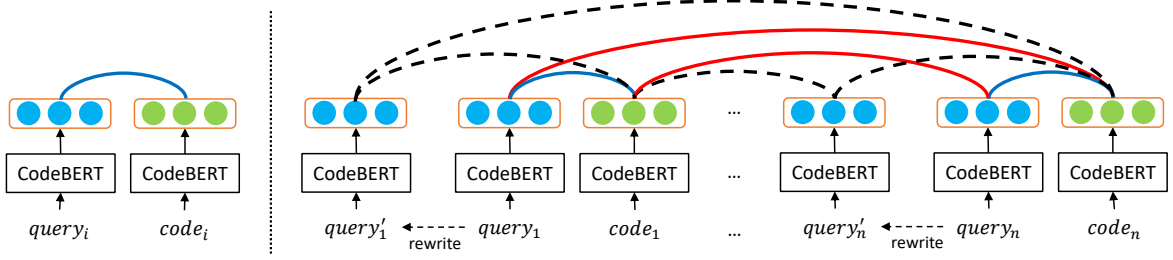 ... ...
CodeBERT CodeBERT CodeBERT CodeBERT CodeBERT ... CodeBERT CodeBERT CodeBERT
query_i code_i query'_1 rewrite query_1 code_1 ... query'_n rewrite query_n code_n